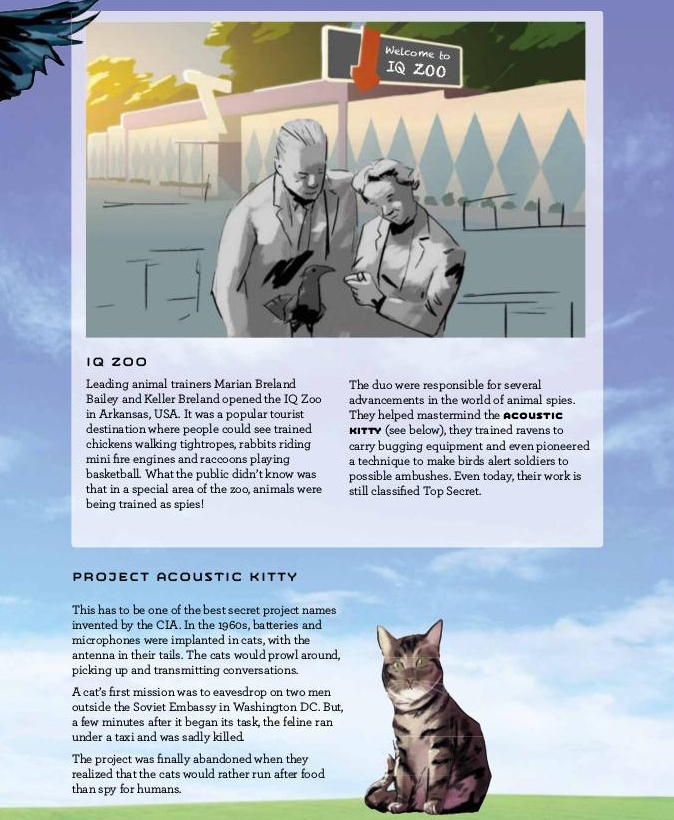 Welcome to
IQ ZOO
IQ ZOO
Leading animal trainers Marian Breland
Bailey and Keller Breland opened the IQ Zoo
in Arkansas, USA. It was a popular tourist
destination where people could see trained
chickens walking tightropes, rabbits riding
mini fire engines and raccoons playing
basketball. What the public didn't know was
that in a special area of the zoo, animals were
being trained as spies!
The duo were responsible for several
advancements in the world of animal spies.
They helped mastermind the ACOUSTIC
KITTY (see below), they trained ravens to
carry bugging equipment and even pioneered
a technique to make birds alert soldiers to
possible ambushes. Even today, their work is
still classified Top Secret.
PROJECT ACOUSTIC KITTY
This has to be one of the best secret project names
invented by the CIA. In the 1960s, batteries and
microphones were implanted in cats, with the
antenna in their tails. The cats would prowl around,
picking up and transmitting conversations.
A cat's first mission was to eavesdrop on two men
outside the Soviet Embassy in Washington DC. But,
a few minutes after it began its task, the feline ran
under a taxi and was sadly killed.
The project was finally abandoned when they
realized that the cats would rather run after food
than spy for humans.